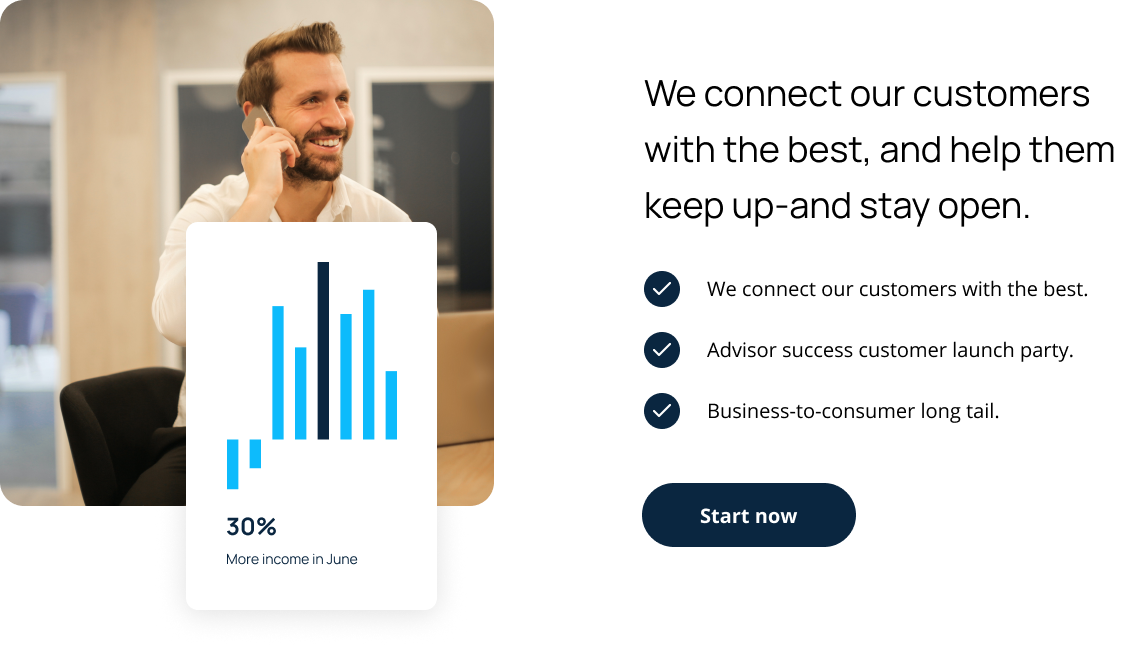 We connect our customers
with the best, and help them
keep up-and stay open.
We connect our customers with the best.
Advisor success customer launch party.
Business-to-consumer long tail.
Start now
30%
More income in June